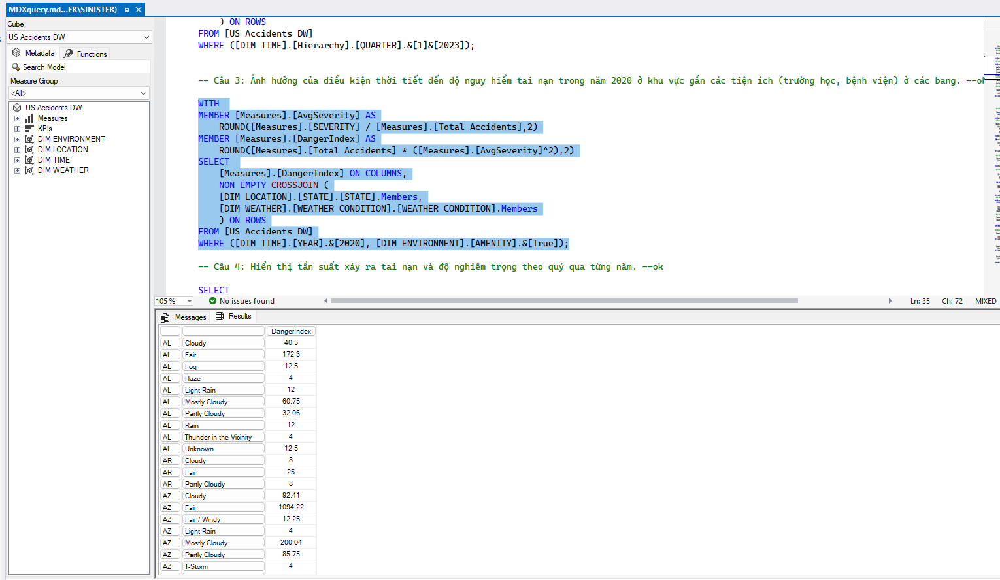 MDXquery.md...ER\SINISTER)
Cube:
US Accidents DW
Metadata
Functions
Search Model
Measure Group:
<All>
US Accidents DW
Measures
KPIs
DIM ENVIRONMENT
DIM LOCATION
DIM TIME
DIM WEATHER
) ON ROWS
FROM [US Accidents DW]
WHERE ([DIM TIME].[Hierarchy].[QUARTER].&[1]&[2023]);
-- Câu 3: Ảnh hưởng của điều kiện thời tiết đến độ nguy hiểm tai nạn trong năm 2020 ở khu vực gần các tiện ích (trường học, bệnh viện) ở các bang. --ok
WITH
MEMBER [Measures].[AvgSeverity] AS
ROUND([Measures].[SEVERITY] / [Measures].[Total Accidents],2)
MEMBER [Measures].[DangerIndex] AS
ROUND([Measures].[Total Accidents] * ([Measures].[AvgSeverity]^2),2)
SELECT
[Measures].[DangerIndex] ON COLUMNS,
NON EMPTY CROSSJOIN (
[DIM LOCATION].[STATE].[STATE].Members,
[DIM WEATHER].[WEATHER CONDITION].[WEATHER CONDITION].Members
) ON ROWS
FROM [US Accidents DW]
WHERE ([DIM TIME].[YEAR].&[2020], [DIM ENVIRONMENT].[AMENITY].&[True]);
-- Câu 4: Hiển thị tần suất xảy ra tai nạn và độ nghiêm trọng theo quý qua từng năm. --ok
SELECT
105 %
No issues found
Ln: 35
Ch: 72
MIXED
Messages
Results
DangerIndex
AL Cloudy 40.5
AL Fair 172.3
AL Fog 12.5
AL Haze 4
AL Light Rain 12
AL Mostly Cloudy 60.75
AL Partly Cloudy 32.06
AL Rain 12
AL Thunder in the Vicinity 4
AL Unknown 12.5
AR Cloudy 8
AR Fair 25
AR Partly Cloudy 8
AZ Cloudy 92.41
AZ Fair 1094.22
AZ Fair / Windy 12.25
AZ Light Rain 4
AZ Mostly Cloudy 200.04
AZ Partly Cloudy 85.75
AZ T-Storm 4